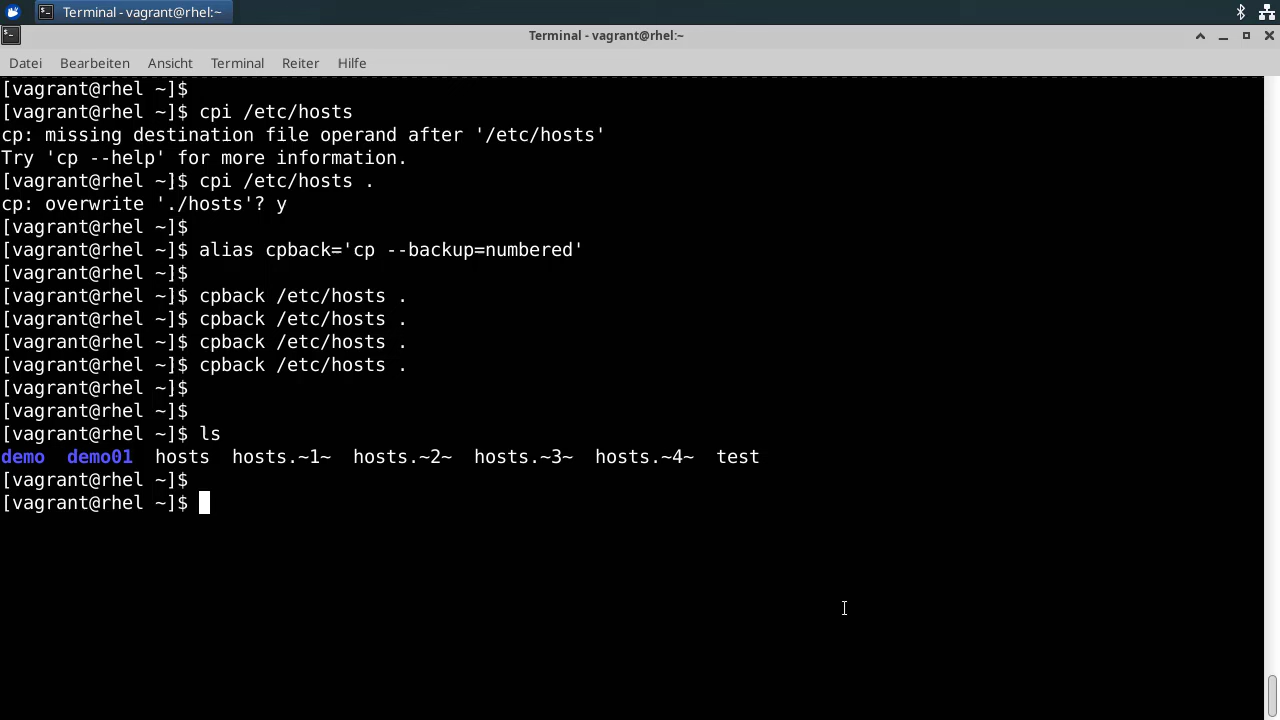 Terminal - vagrant@rhel:~
Terminal - vagrant@rhel:~
Datei Bearbeiten Ansicht Terminal Reiter Hilfe
[vagrant@rhel ~]$
[vagrant@rhel ~]$ cpi /etc/hosts
cp: missing destination file operand after '/etc/hosts'
Try 'cp --help' for more information.
[vagrant@rhel ~]$ cpi /etc/hosts .
cp: overwrite './hosts'? y
[vagrant@rhel ~]$
[vagrant@rhel ~]$ alias cpback='cp --backup=numbered'
[vagrant@rhel ~]$
[vagrant@rhel ~]$ cpback /etc/hosts .
[vagrant@rhel ~]$ cpback /etc/hosts .
[vagrant@rhel ~]$ cpback /etc/hosts .
[vagrant@rhel ~]$ cpback /etc/hosts .
[vagrant@rhel ~]$
[vagrant@rhel ~]$
[vagrant@rhel ~]$ ls
demo demo01 hosts hosts.~1~ hosts.~2~ hosts.~3~ hosts.~4~ test
[vagrant@rhel ~]$
[vagrant@rhel ~]$